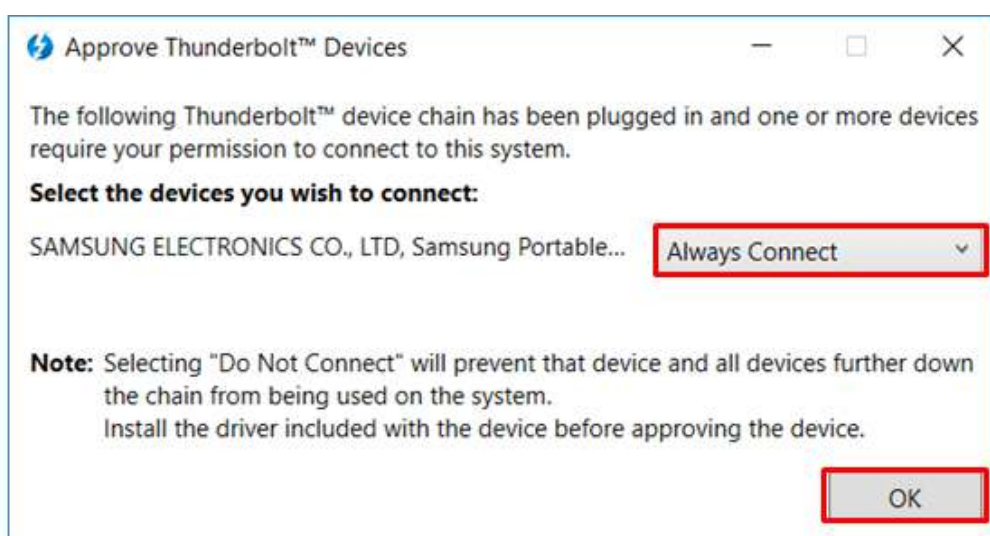 Approve Thunderbolt™ Devices
The following Thunderbolt™ device chain has been plugged in and one or more devices
require your permission to connect to this system.
Select the devices you wish to connect:
SAMSUNG ELECTRONICS CO., LTD, Samsung Portable... Always Connect
Note: Selecting "Do Not Connect" will prevent that device and all devices further down
the chain from being used on the system.
Install the driver included with the device before approving the device.
OK